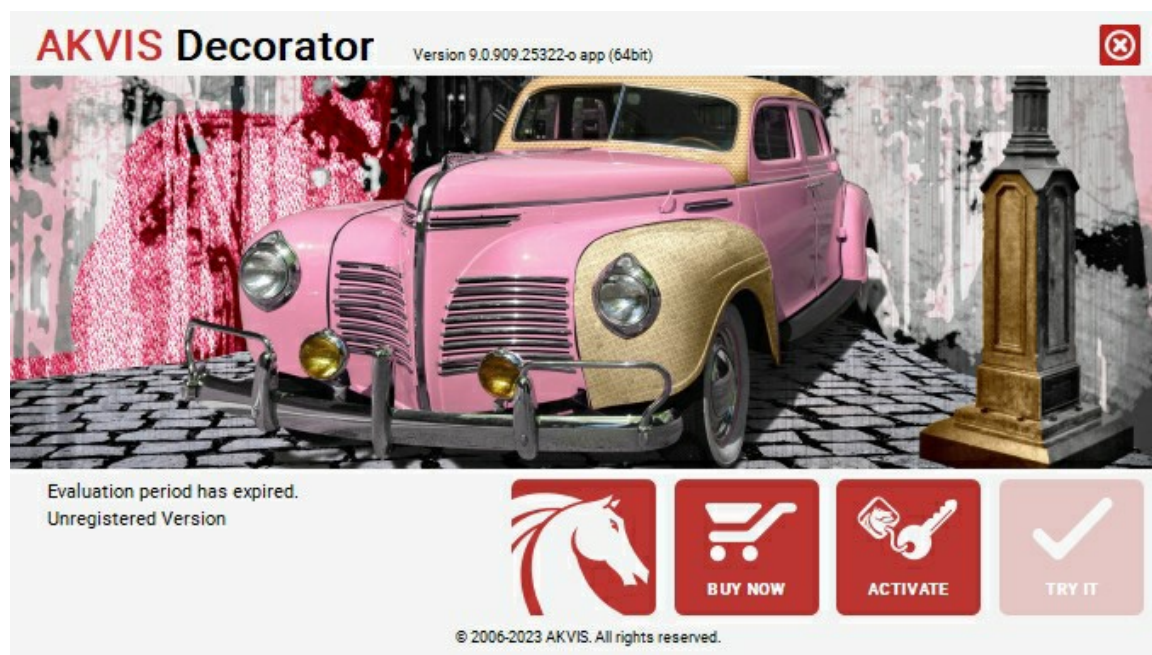 AKVIS Decorator Version 9.0.909.25322-o app (64bit)
Evaluation period has expired.
Unregistered Version
BUY NOW ACTIVATE TRY IT
© 2006-2023 AKVIS. All rights reserved.